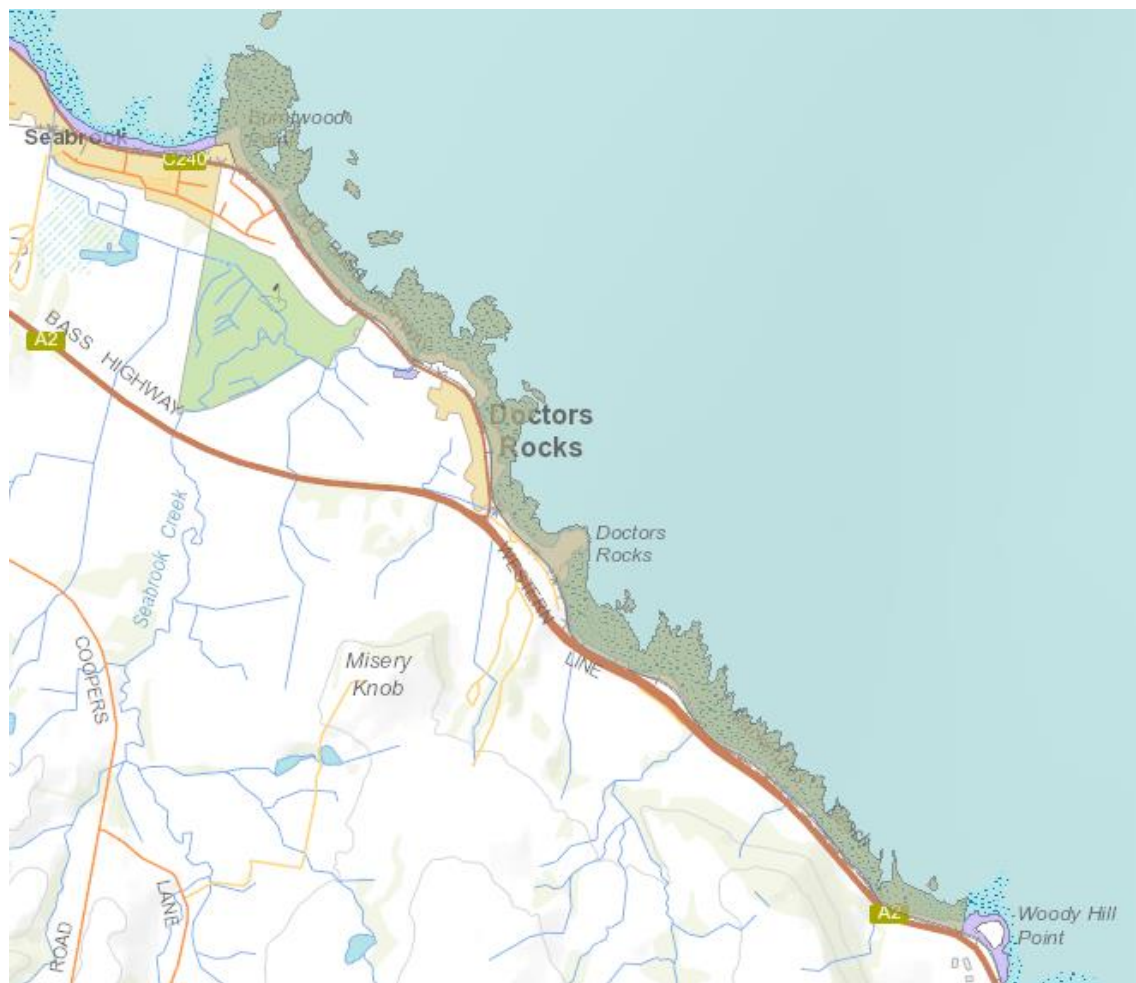 Seabrook
C240
A2
BASS HIGHWAY
Doctors
Rocks
Doctors
Rocks
Seabrook Creek
WESTERN
LINE
Misery
Knob
COOPERS
LANE
ROAD
A2
Woody Hill
Point